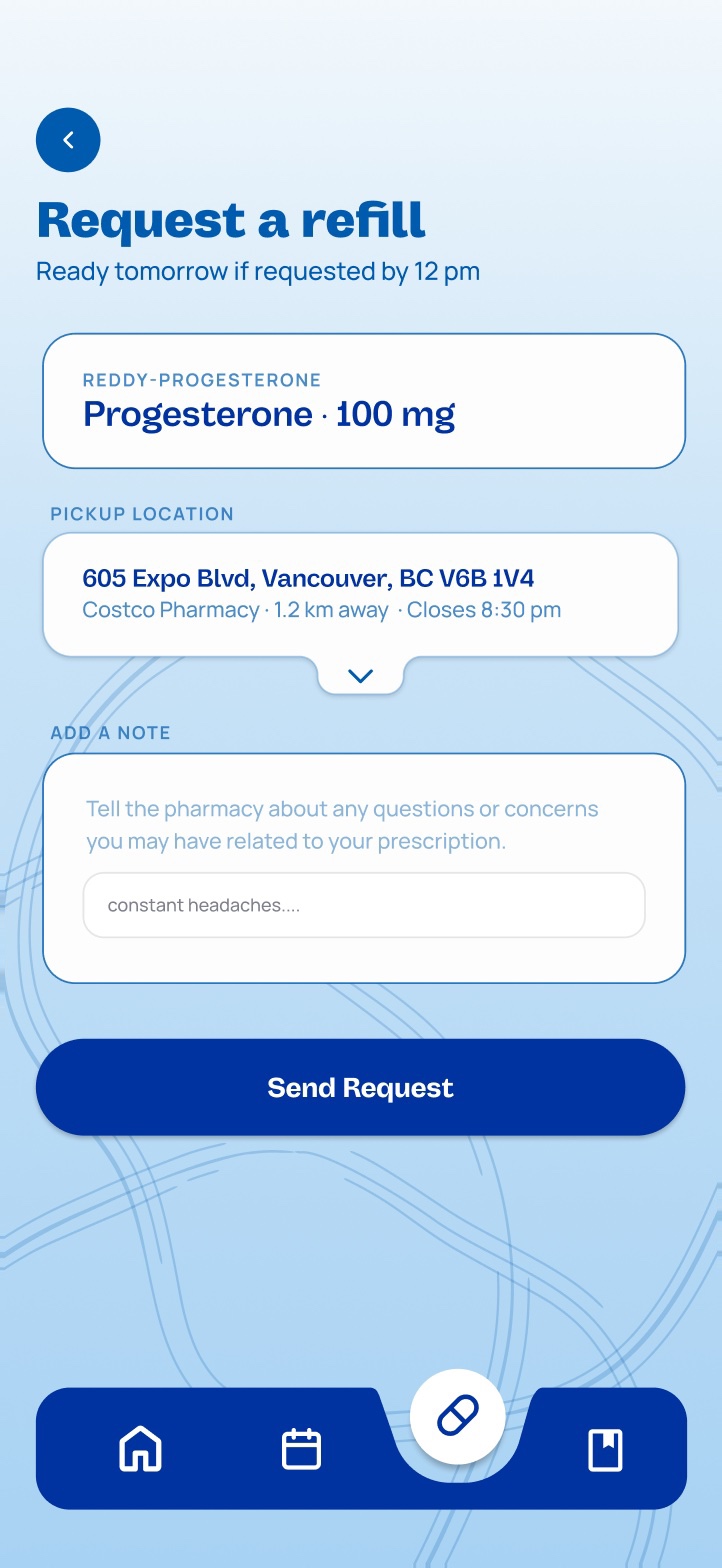 Request a refill
Ready tomorrow if requested by 12 pm
REDDY-PROGESTERONE
Progesterone · 100 mg
PICKUP LOCATION
605 Expo Blvd, Vancouver, BC V6B 1V4
Costco Pharmacy · 1.2 km away · Closes 8:30 pm
ADD A NOTE
Tell the pharmacy about any questions or concerns
you may have related to your prescription.
constant headaches....
Send Request